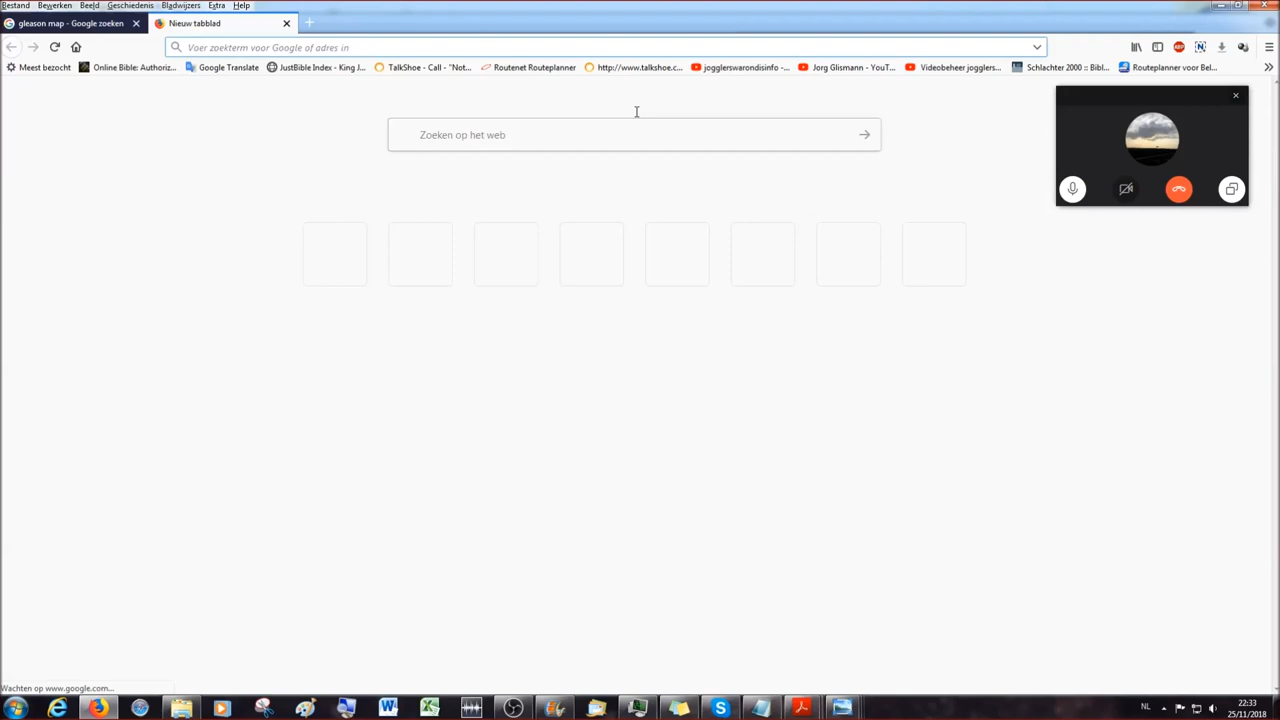 Bestand Bewerken Beeld Geschiedenis Bladwijzers Extra Help
gleason map - Google zoeken Nieuw tabblad
Voer zoekterm voor Google of adres in
Meest bezocht Online Bible: Authoriz... Google Translate JustBible Index - King J... TalkShoe - Call - "Not... Routenet Routeplanner http://www.talkshoe.c... jogglerswarondisinfo -... Jorg Glismann - YouT... Videobeheer jogglers... Schlachter 2000 :: Bibl... Routeplanner voor Bel...
Zoeken op het web
Wachten op www.google.com...
NL 22:33
25/11/2018